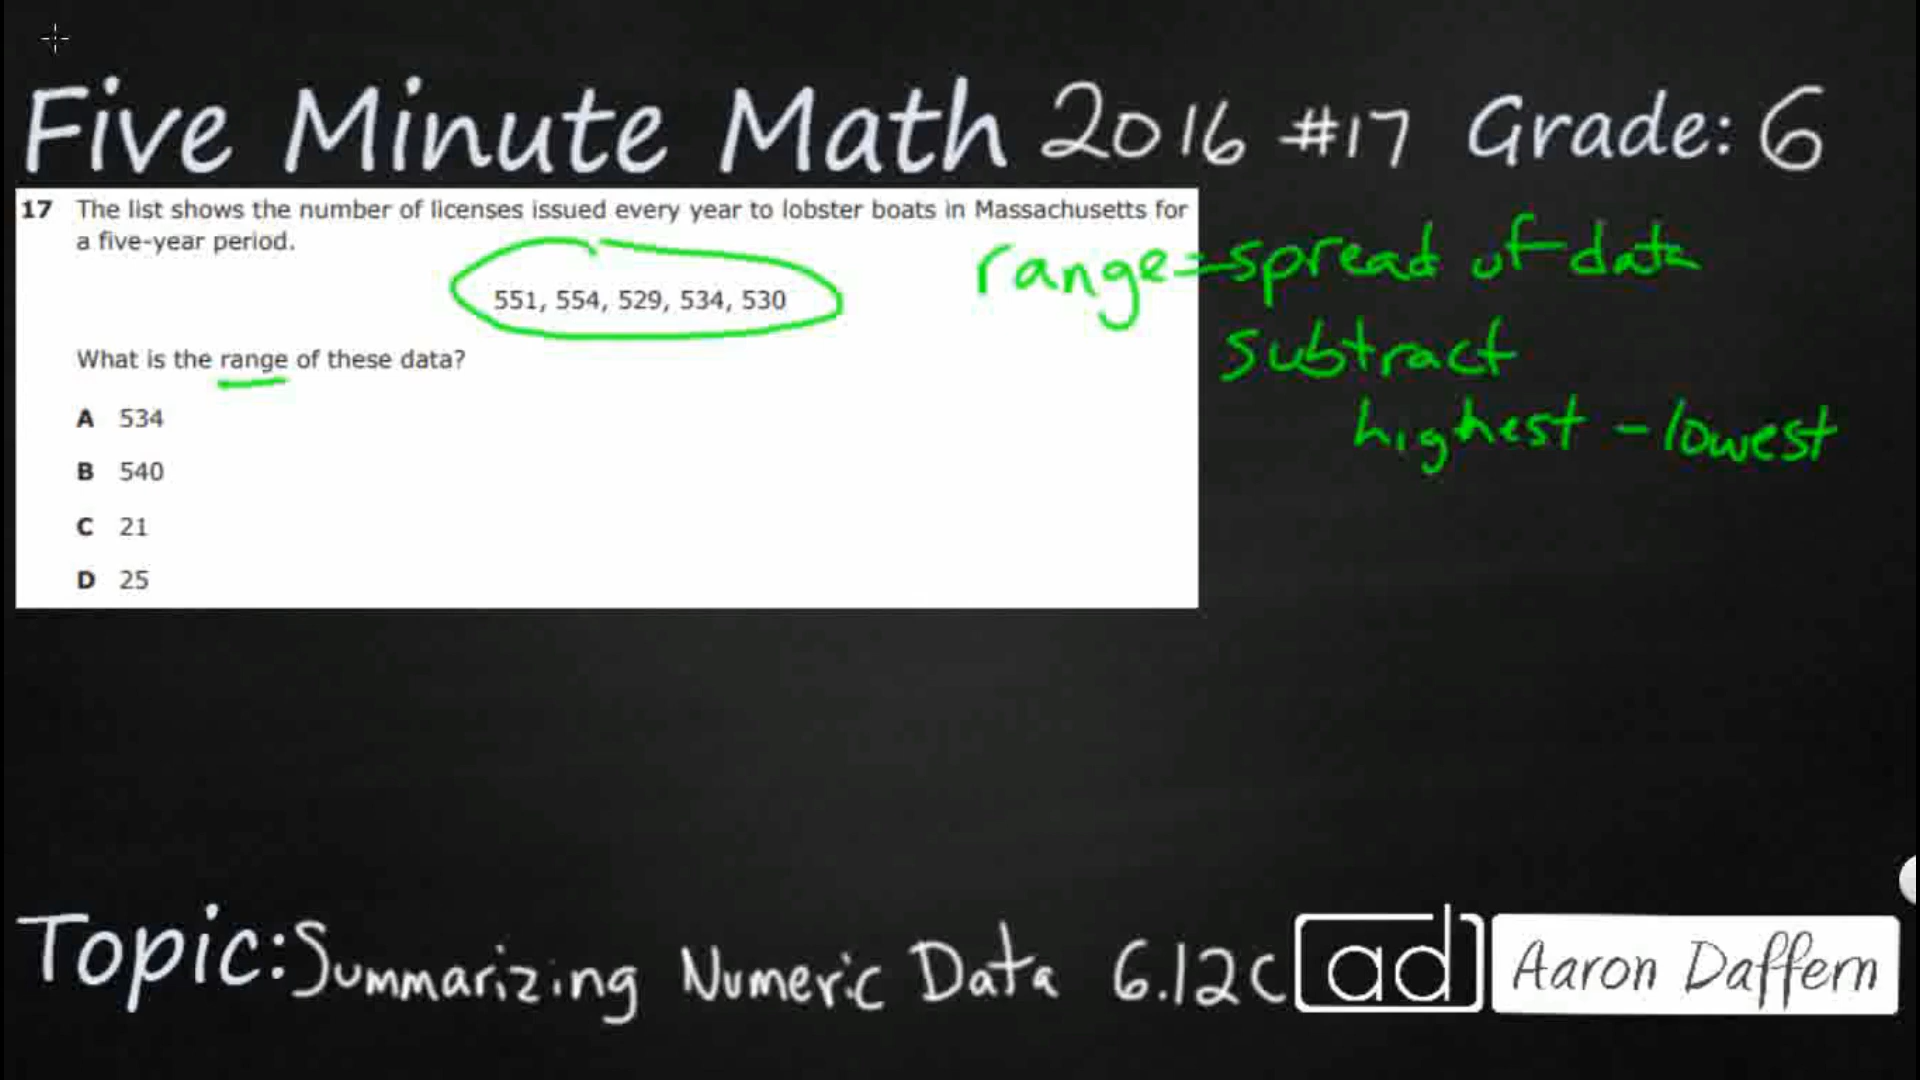 Five Minute Math 2016 #17 Grade: 6
17 The list shows the number of licenses issued every year to lobster boats in Massachusetts for
a five-year period.
551, 554, 529, 534, 530
What is the range of these data?
A 534
B 540
C 21
D 25
range = spread of data
subtract
highest - lowest
Topic: Summarizing Numeric Data 6.12C
ad
Aaron Daffern